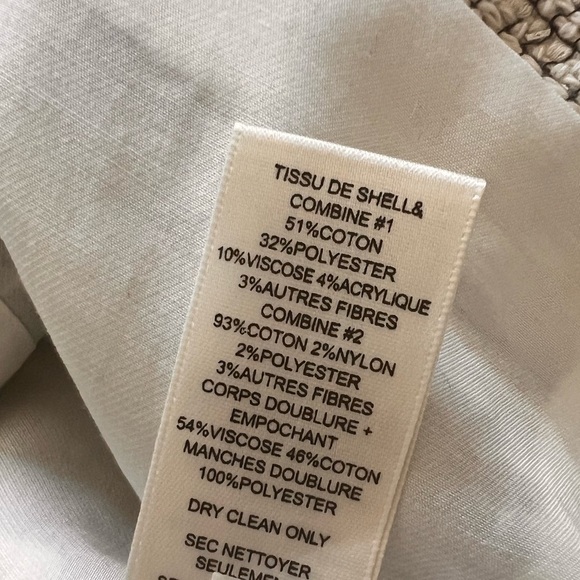 TISSU DE SHELL&
COMBINE #1
51%COTON
32%POLYESTER
10%VISCOSE 4%ACRYLIQUE
3%AUTRES FIBRES
COMBINE #2
93%COTON 2%NYLON
2%POLYESTER
3%AUTRES FIBRES
CORPS DOUBLURE +
EMPOCHANT
54%VISCOSE 46%COTON
MANCHES DOUBLURE
100%POLYESTER
DRY CLEAN ONLY
SEC NETTOYER